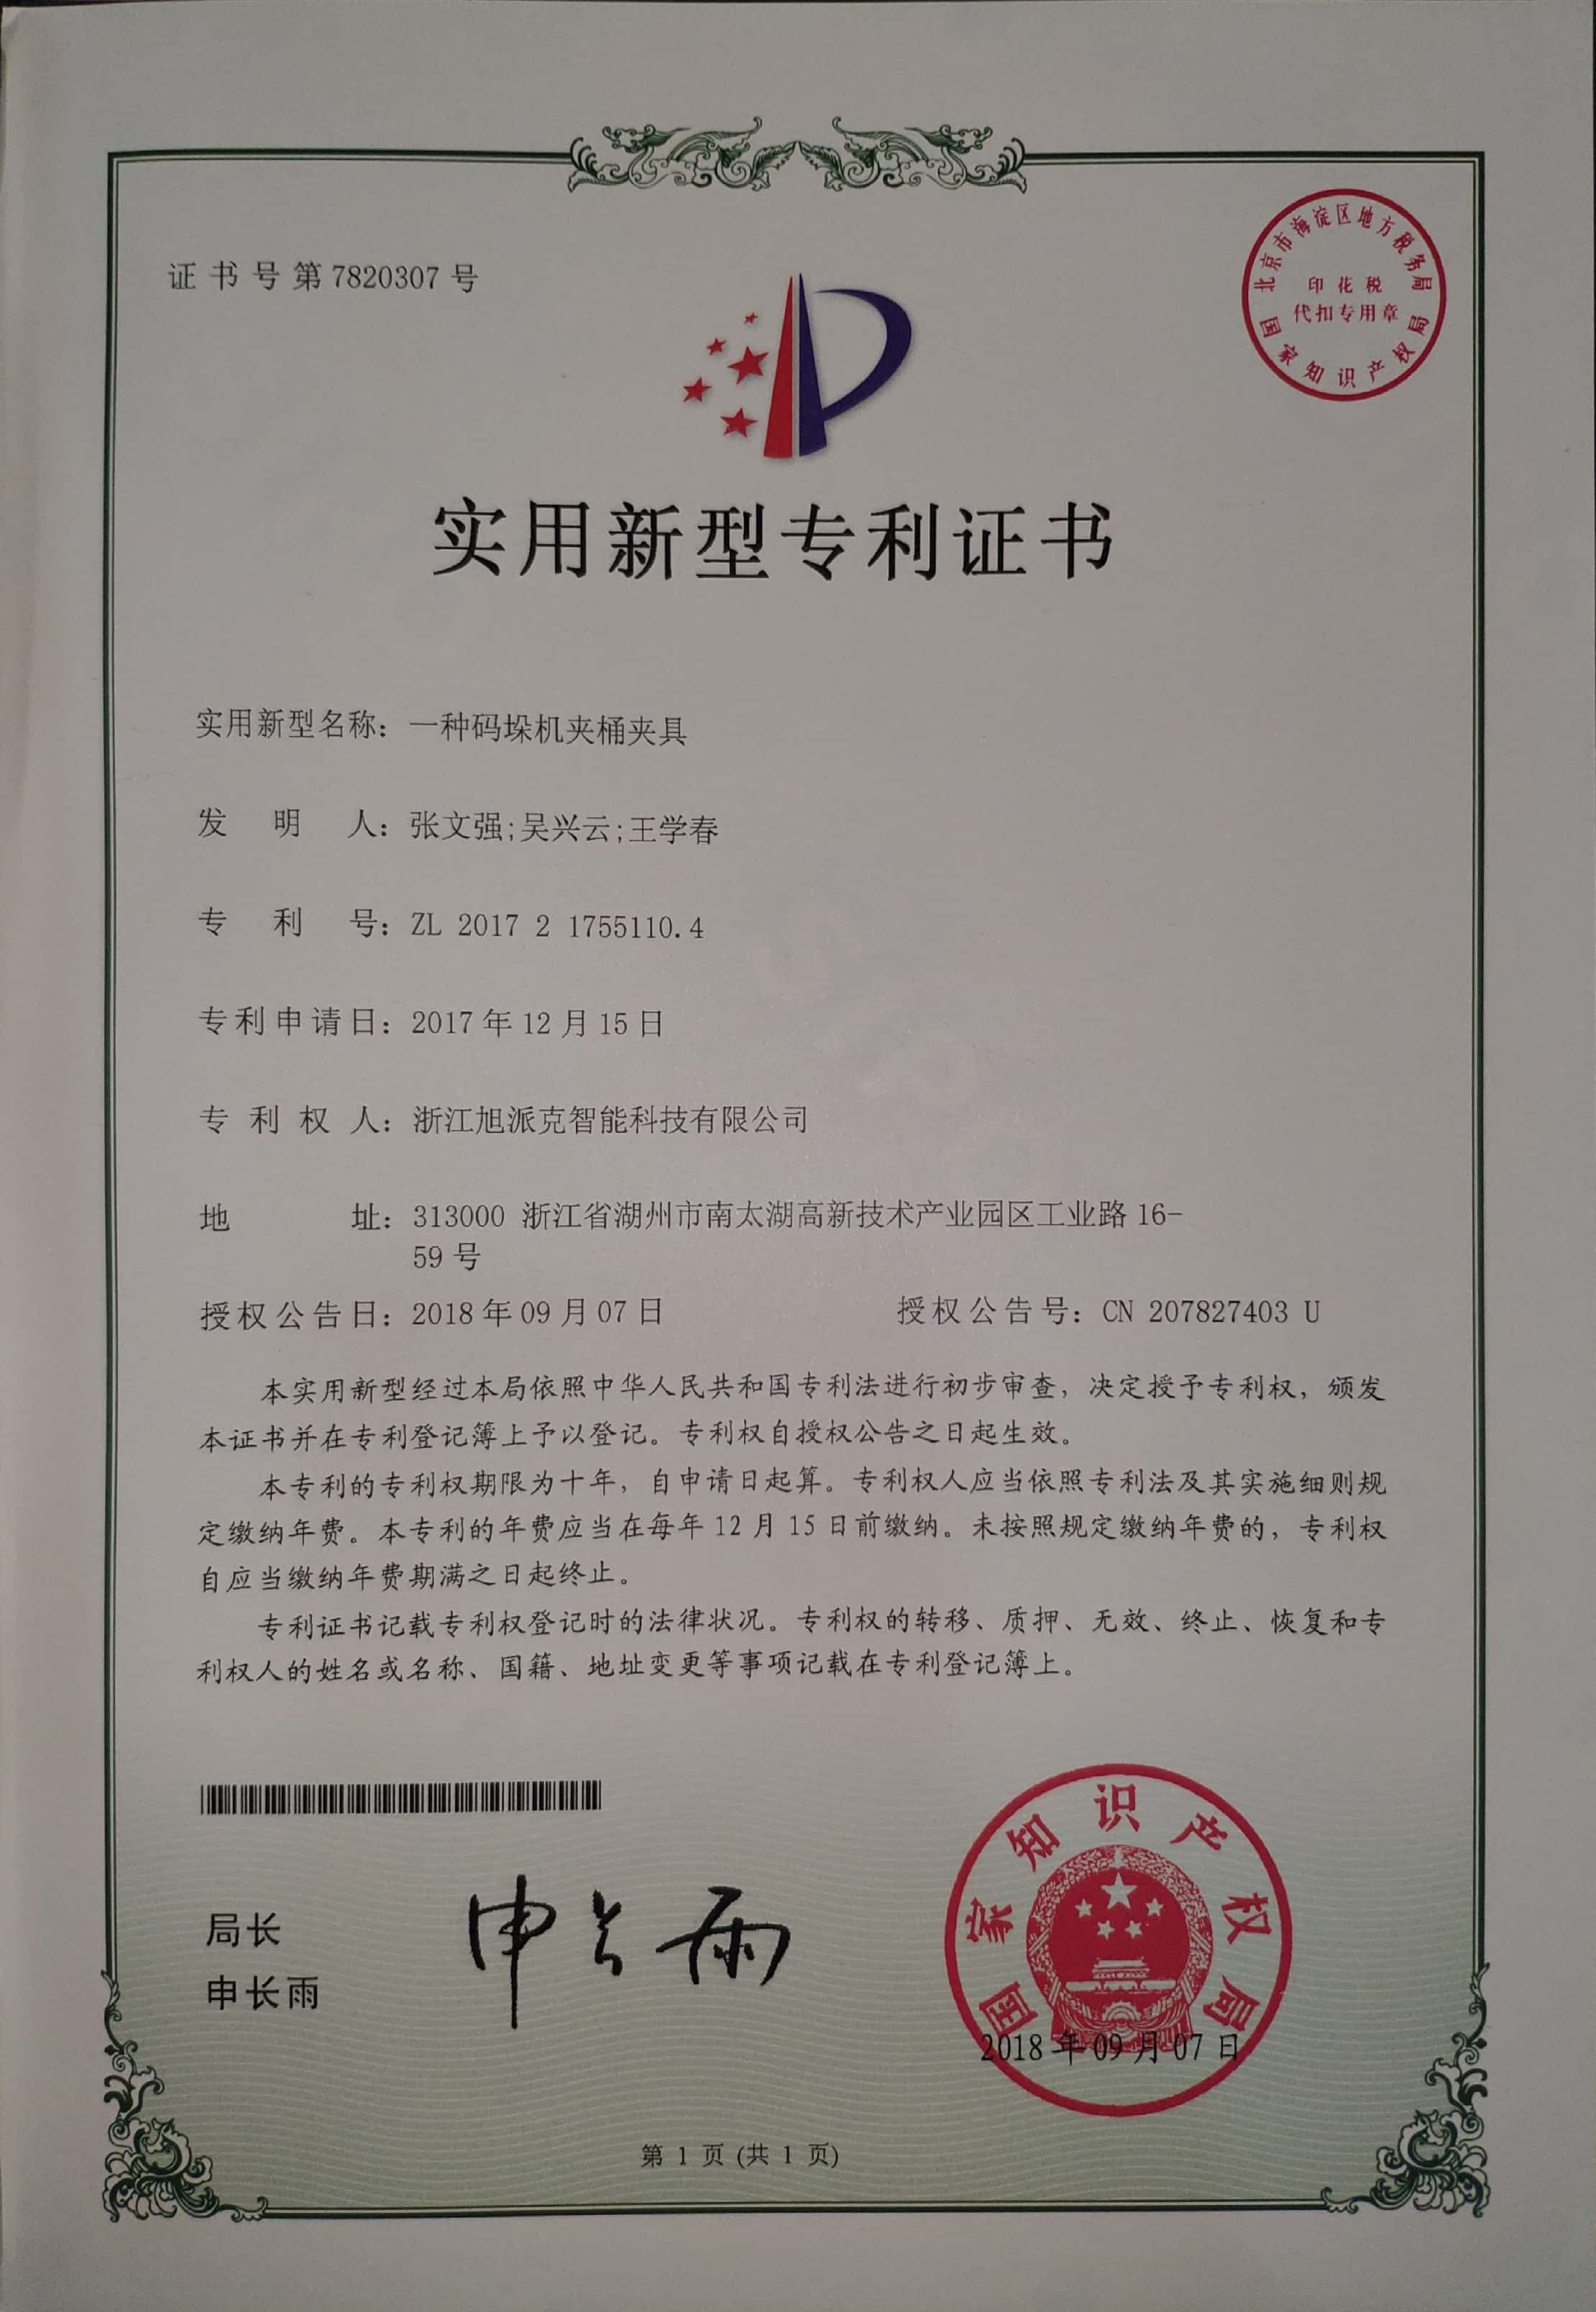 证书号第7820307号
北京市海淀区地方税务局
印花税
代扣专用章
国家知识产权局
实用新型专利证书
实用新型名称：一种码垛机夹桶夹具
发明人：张文强;吴兴云;王学春
专利号：ZL 2017 2 1755110.4
专利申请日：2017年12月15日
专利权人：浙江旭派克智能科技有限公司
地址：313000 浙江省湖州市南太湖高新技术产业园区工业路16-
59号
授权公告日：2018年09月07日 授权公告号：CN 207827403 U
本实用新型经过本局依照中华人民共和国专利法进行初步审查，决定授予专利权，颁发
本证书并在专利登记簿上予以登记。专利权自授权公告之日起生效。
本专利的专利权期限为十年，自申请日起算。专利权人应当依照专利法及其实施细则规
定缴纳年费。本专利的年费应当在每年12月15日前缴纳。未按照规定缴纳年费的，专利权
自应当缴纳年费期满之日起终止。
专利证书记载专利权登记时的法律状况。专利权的转移、质押、无效、终止、恢复和专
利权人的姓名或名称、国籍、地址变更等事项记载在专利登记簿上。
局长
申长雨
申长雨
国家知识产权局
2018年09月07日
第 1 页 (共 1 页)